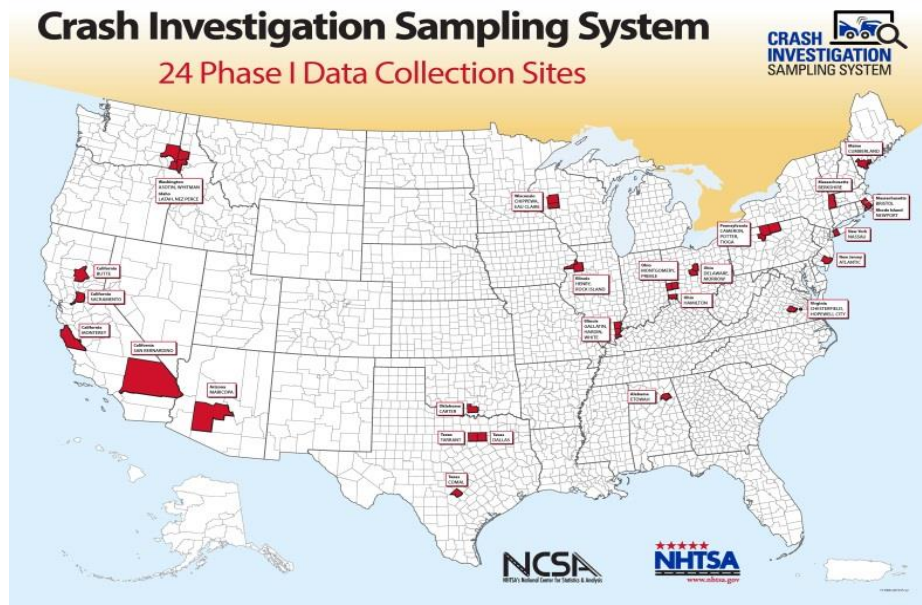 Crash Investigation Sampling System
24 Phase I Data Collection Sites
CRASH
INVESTIGATION
SAMPLING SYSTEM
Maine
CUMBERLAND
Washington
ASOTIN, WHITMAN
Idaho
LATAH, NEZ PERCE
Wisconsin
CHIPPEWA,
EAU CLAIRE
Massachusetts
BERKSHIRE
Massachusetts
BRISTOL
Rhode Island
NEWPORT
Pennsylvania
CAMERON,
POTTER,
TIOGA
New York
NASSAU
New Jersey
ATLANTIC
California
BUTTE
California
SACRAMENTO
California
MONTEREY
California
SAN BERNARDINO
Arizona
MARICOPA
Illinois
HENRY,
ROCK ISLAND
Ohio
MONTGOMERY,
PREBLE
Ohio
DELAWARE,
MORROW
Ohio
HAMILTON
Illinois
GALLATIN,
HARDIN,
WHITE
Virginia
CHESTERFIELD,
HOPEWELL CITY
Oklahoma
CARTER
Alabama
ETOWAH
Texas
TARRANT
Texas
DALLAS
Texas
COMAL
NCSA
NHTSA's National Center for Statistics & Analysis
NHTSA
www.nhtsa.gov